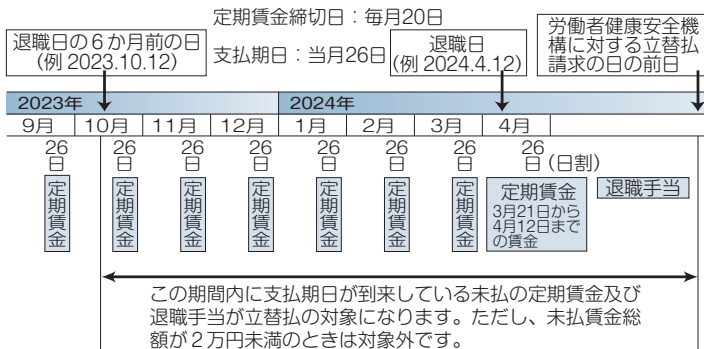 定期賃金締切日：毎月20日
退職日の６か月前の日
（例 2023.10.12）
支払期日：当月26日
退職日
（例 2024.4.12）
労働者健康安全機
構に対する立替払
請求の日の前日
2023年 2024年
9月 10月 11月 12月 1月 2月 3月 4月
26日 26日 26日 26日 26日 26日 26日 26日（日割）
定期賃金 定期賃金 定期賃金 定期賃金 定期賃金 定期賃金 定期賃金
定期賃金
3月21日から
4月12日まで
の賃金
退職手当
この期間内に支払期日が到来している未払の定期賃金及び
退職手当が立替払の対象になります。ただし、未払賃金総
額が２万円未満のときは対象外です。